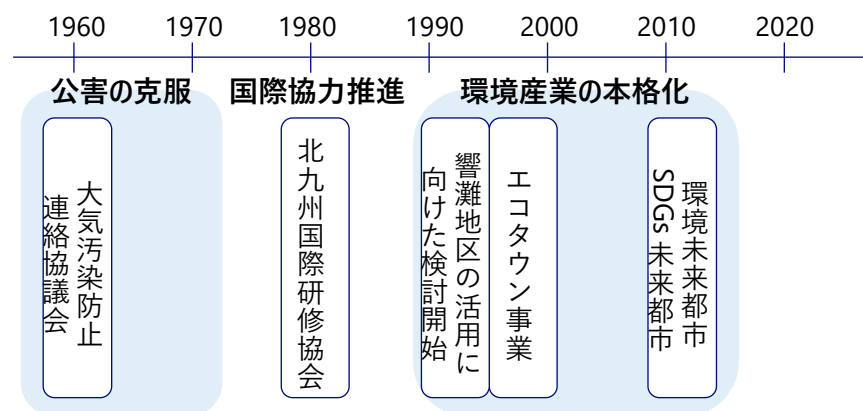 1960 1970 1980 1990 2000 2010 2020
公害の克服 国際協力推進 環境産業の本格化
大気汚染防止
連絡協議会
北九州国際研修協会
響灘地区の活用に
向けた検討開始
エコタウン事業
環境未来都市
SDGs未来都市